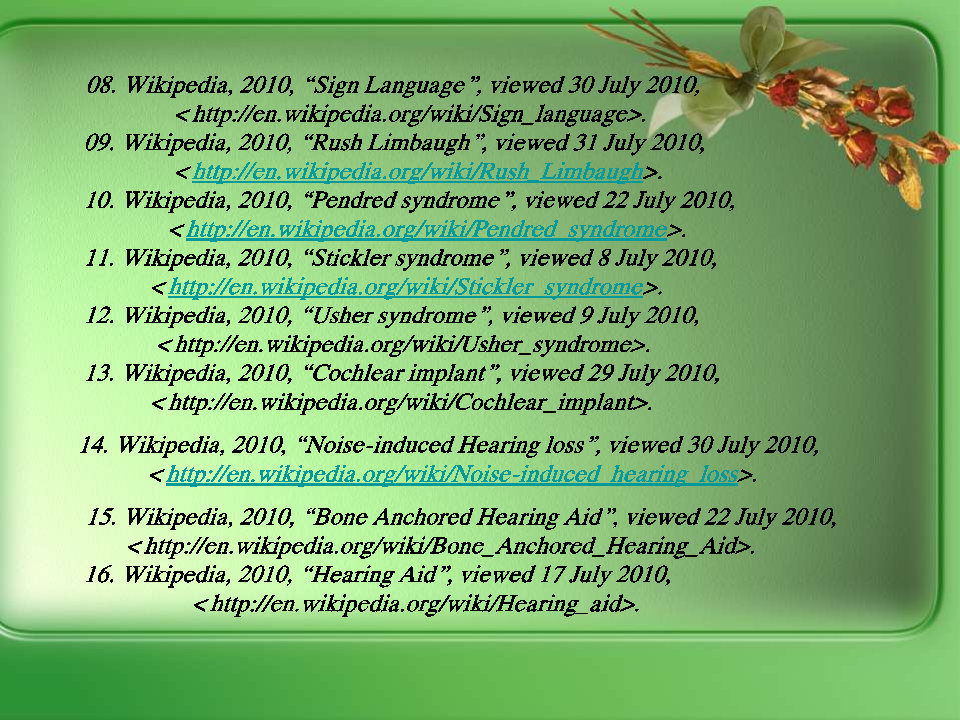 08. Wikipedia, 2010, “Sign Language”, viewed 30 July 2010,
<http://en.wikipedia.org/wiki/Sign_language>.
09. Wikipedia, 2010, “Rush Limbaugh”, viewed 31 July 2010,
<http://en.wikipedia.org/wiki/Rush_Limbaugh>.
10. Wikipedia, 2010, “Pendred syndrome”, viewed 22 July 2010,
<http://en.wikipedia.org/wiki/Pendred_syndrome>.
11. Wikipedia, 2010, “Stickler syndrome”, viewed 8 July 2010,
<http://en.wikipedia.org/wiki/Stickler_syndrome>.
12. Wikipedia, 2010, “Usher syndrome”, viewed 9 July 2010,
<http://en.wikipedia.org/wiki/Usher_syndrome>.
13. Wikipedia, 2010, “Cochlear implant”, viewed 29 July 2010,
<http://en.wikipedia.org/wiki/Cochlear_implant>.
14. Wikipedia, 2010, “Noise-induced Hearing loss”, viewed 30 July 2010,
<http://en.wikipedia.org/wiki/Noise-induced_hearing_loss>.
15. Wikipedia, 2010, “Bone Anchored Hearing Aid”, viewed 22 July 2010,
<http://en.wikipedia.org/wiki/Bone_Anchored_Hearing_Aid>.
16. Wikipedia, 2010, “Hearing Aid”, viewed 17 July 2010,
<http://en.wikipedia.org/wiki/Hearing_aid>.